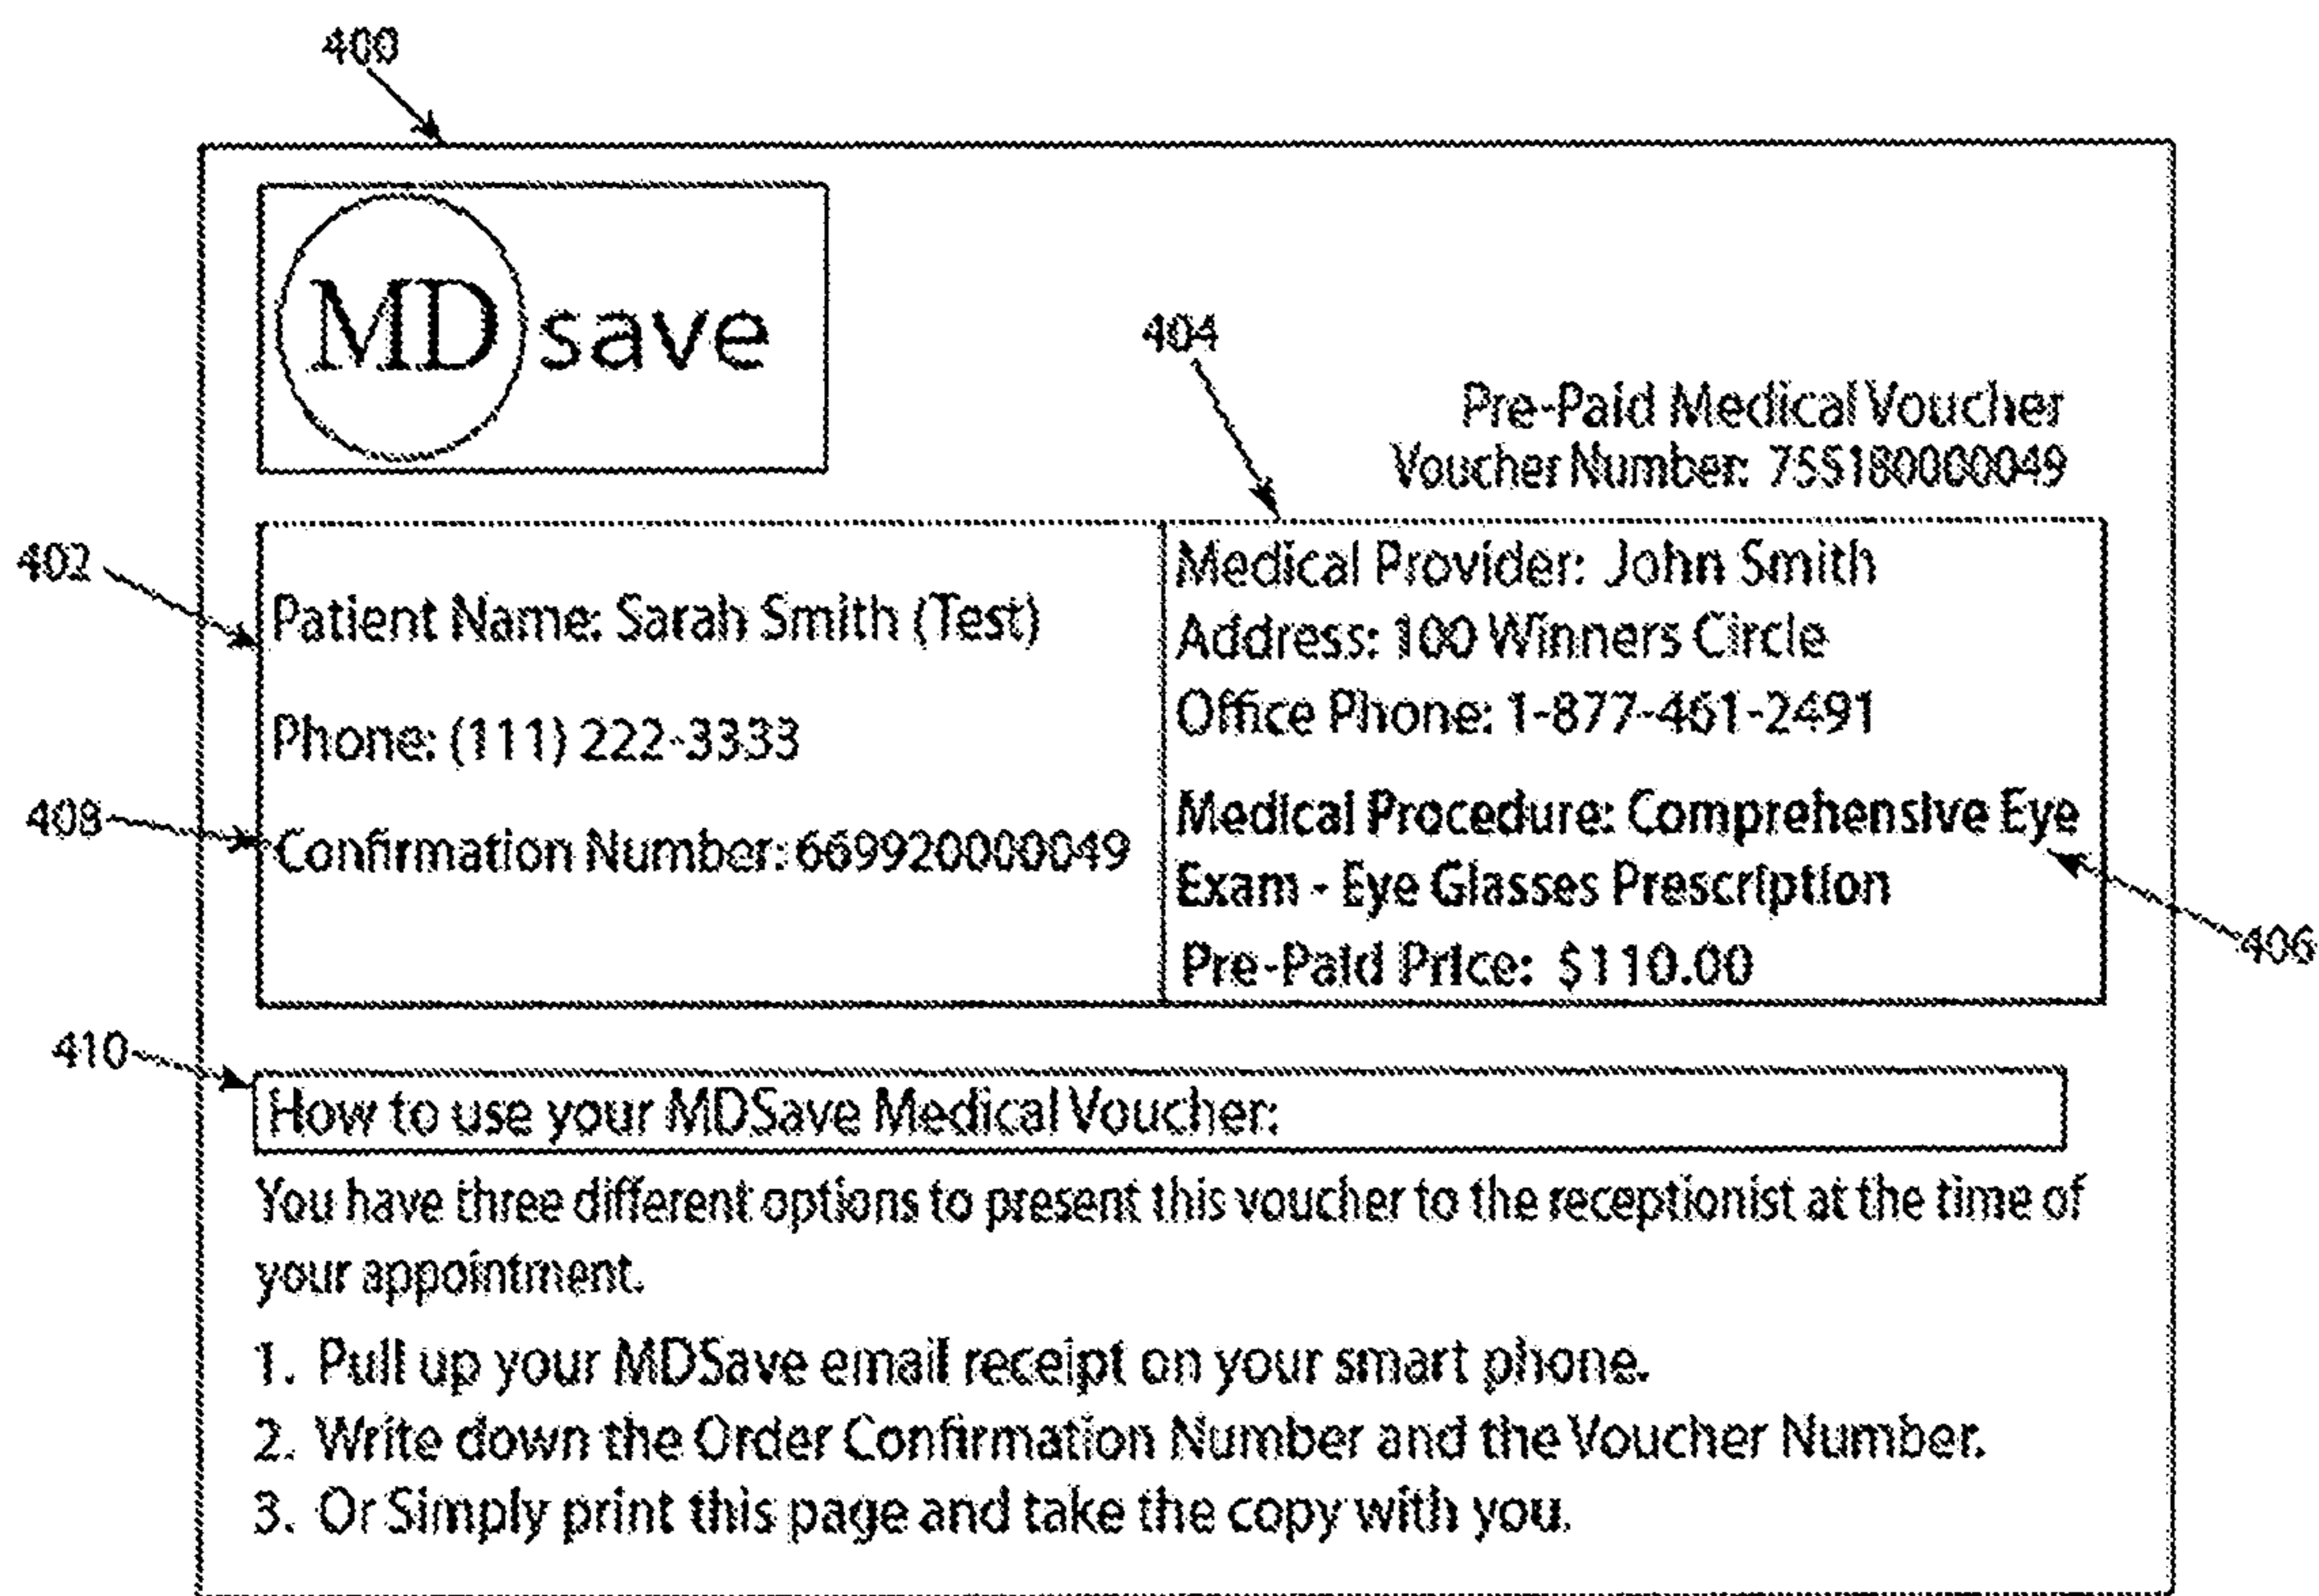 400
MD save
404
Pre-Paid Medical Voucher
Voucher Number: 755180000049
402
Patient Name: Sarah Smith (Test)
Phone: (111) 222-3333
408
Confirmation Number: 669920000049
Medical Provider: John Smith
Address: 100 Winners Circle
Office Phone: 1-877-461-2491
Medical Procedure: Comprehensive Eye
Exam - Eye Glasses Prescription
Pre-Paid Price: $110.00
406
410
How to use your MDSave Medical Voucher:
You have three different options to present this voucher to the receptionist at the time of
your appointment.
1. Pull up your MDSave email receipt on your smart phone.
2. Write down the Order Confirmation Number and the Voucher Number.
3. Or Simply print this page and take the copy with you.